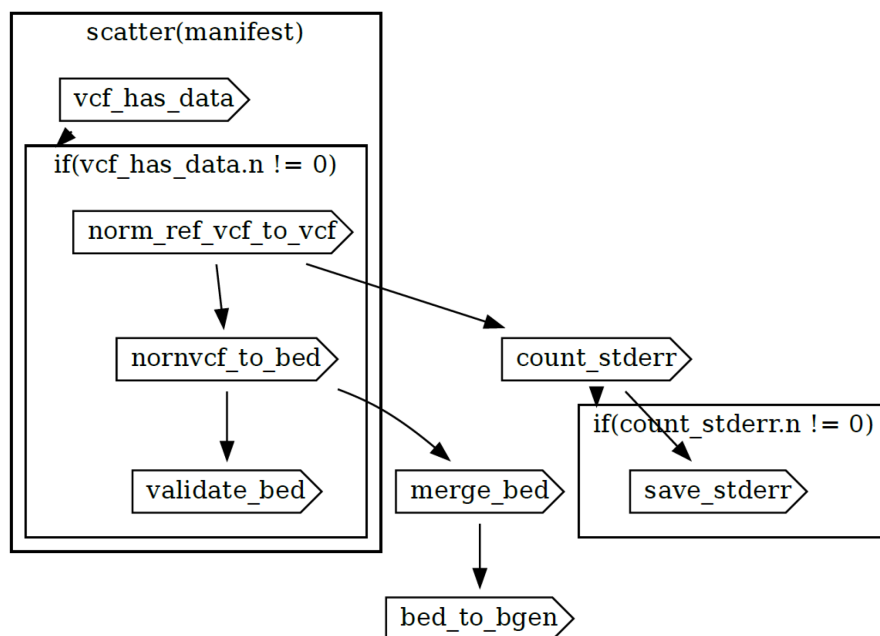 scatter(manifest)
vcf_has_data
if(vcf_has_data.n != 0)
norm_ref_vcf_to_vcf
nornvcf_to_bed
count_stderr
if(count_stderr.n != 0)
validate_bed
merge_bed
save_stderr
bed_to_bgen